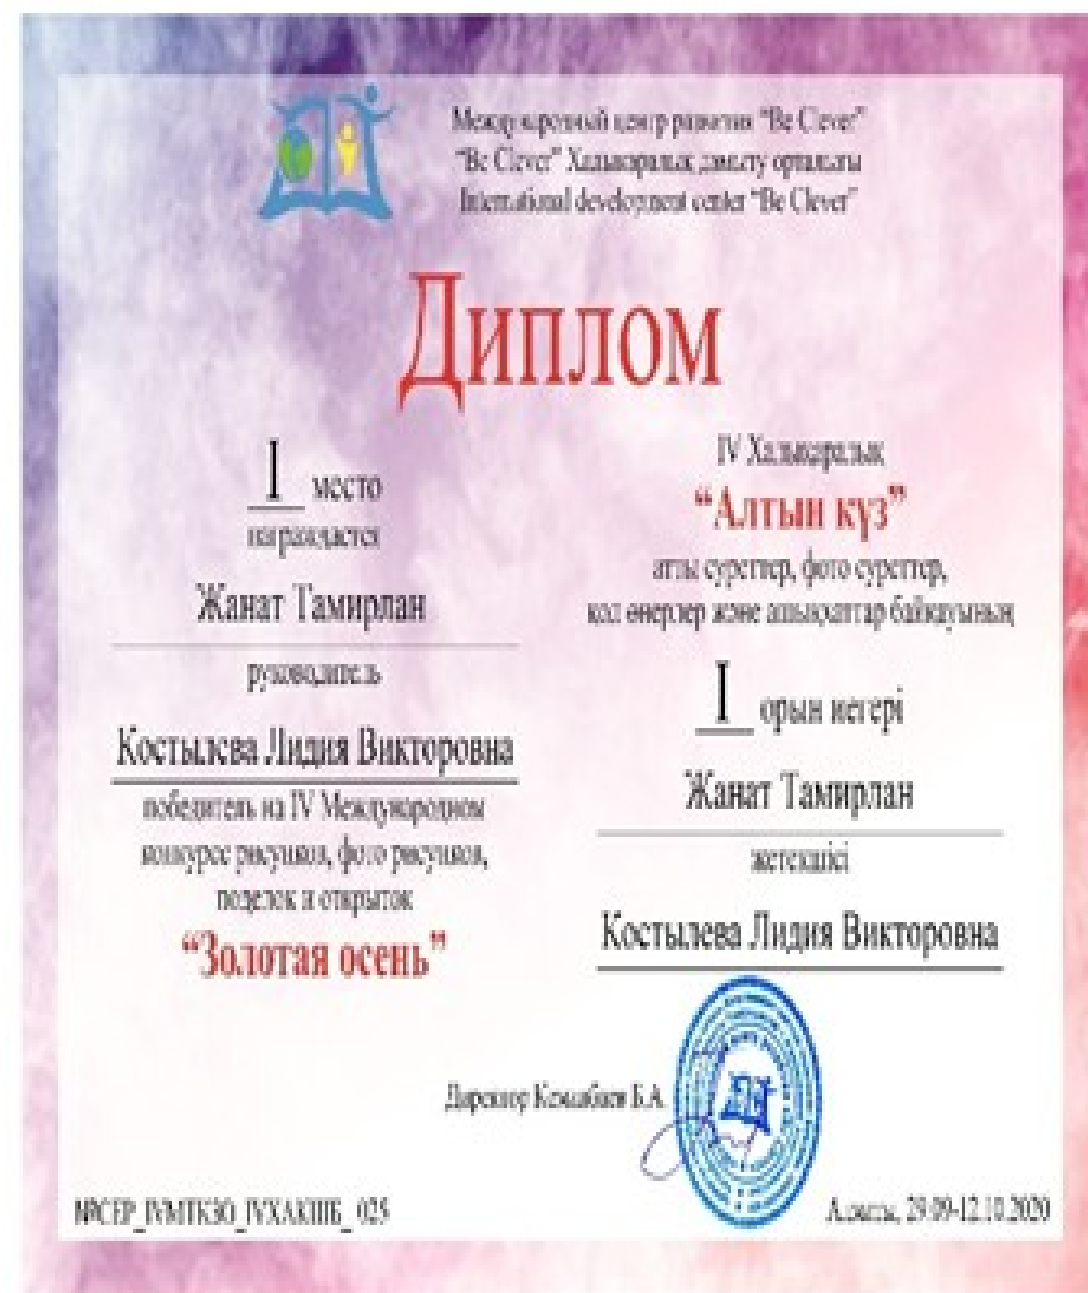 Международный центр развития “Be Clever”
“Be Clever” Халықаралық дамыту орталығы
International development center “Be Clever”
Диплом
I место
награждается
Жанат Тамирлан
руководитель
Костылева Лидия Викторовна
победитель на IV Международном
конкурсе рисунков, фото рисунков,
поделок и открыток
“Золотая осень”
IV Халықаралық
“Алтын күз”
атты суреттер, фото суреттер,
қол өнерлер және ашықхаттар байқауының
I орын иегері
Жанат Тамирлан
жетекшісі
Костылева Лидия Викторовна
Директор Б.А.
025
Алматы, 29.09-12.10.2020